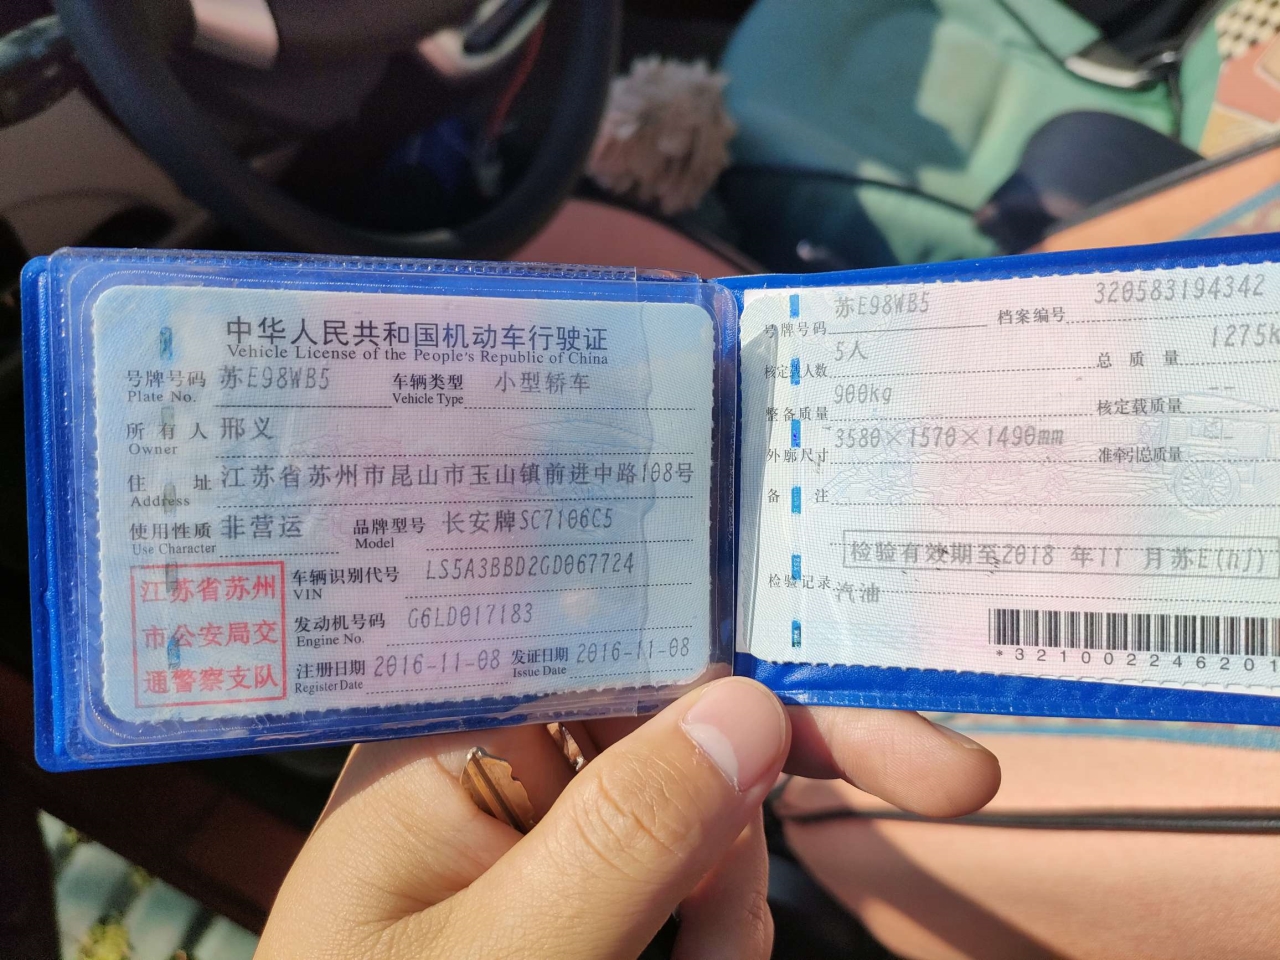 中华人民共和国机动车行驶证
Vehicle License of the People's Republic of China
号牌号码 苏E98WB5 车辆类型 小型轿车
Plate No. Vehicle Type
所有人 邢义
Owner
住址 江苏省苏州市昆山市玉山镇前进中路108号
Address
使用性质 非营运 品牌型号 长安牌SC7106C5
Use Character Model
江苏省苏州
市公安局交
通警察支队
车辆识别代号 LS5A3BBD2GD067724
VIN
发动机号码 G6LD017183
Engine No.
注册日期 2016-11-08 发证日期 2016-11-08
Register Date Issue Date
号牌号码 苏E98WB5 档案编号 320583194342
核定载人数 5人 总质量 1275k
整备质量 900kg 核定载质量 --
外廓尺寸 3580×1570×1490mm 准牵引总质量 --
备注
检验有效期至2018年11月苏E(hJ)
检验记录 汽油
*321002246201